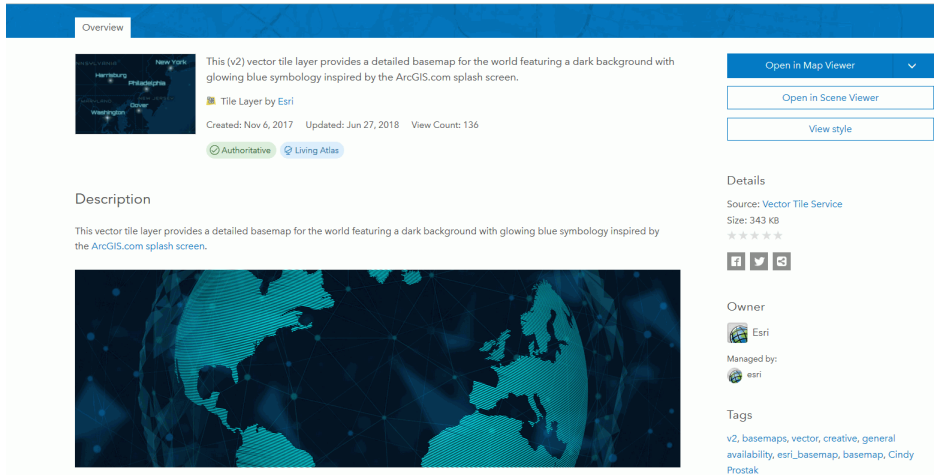 Overview
New York
Harrisburg
Philadelphia
Dover
Washington
This (v2) vector tile layer provides a detailed basemap for the world featuring a dark background with
glowing blue symbology inspired by the ArcGIS.com splash screen.
Tile Layer by Esri
Created: Nov 6, 2017 Updated: Jun 27, 2018 View Count: 136
Authoritative Living Atlas
Description
This vector tile layer provides a detailed basemap for the world featuring a dark background with glowing blue symbology inspired by
the ArcGIS.com splash screen.
Open in Map Viewer
Open in Scene Viewer
View style
Details
Source: Vector Tile Service
Size: 343 KB
Owner
Esri
Managed by:
esri
Tags
v2, basemaps, vector, creative, general
availability, esri_basemap, basemap, Cindy
Prostak